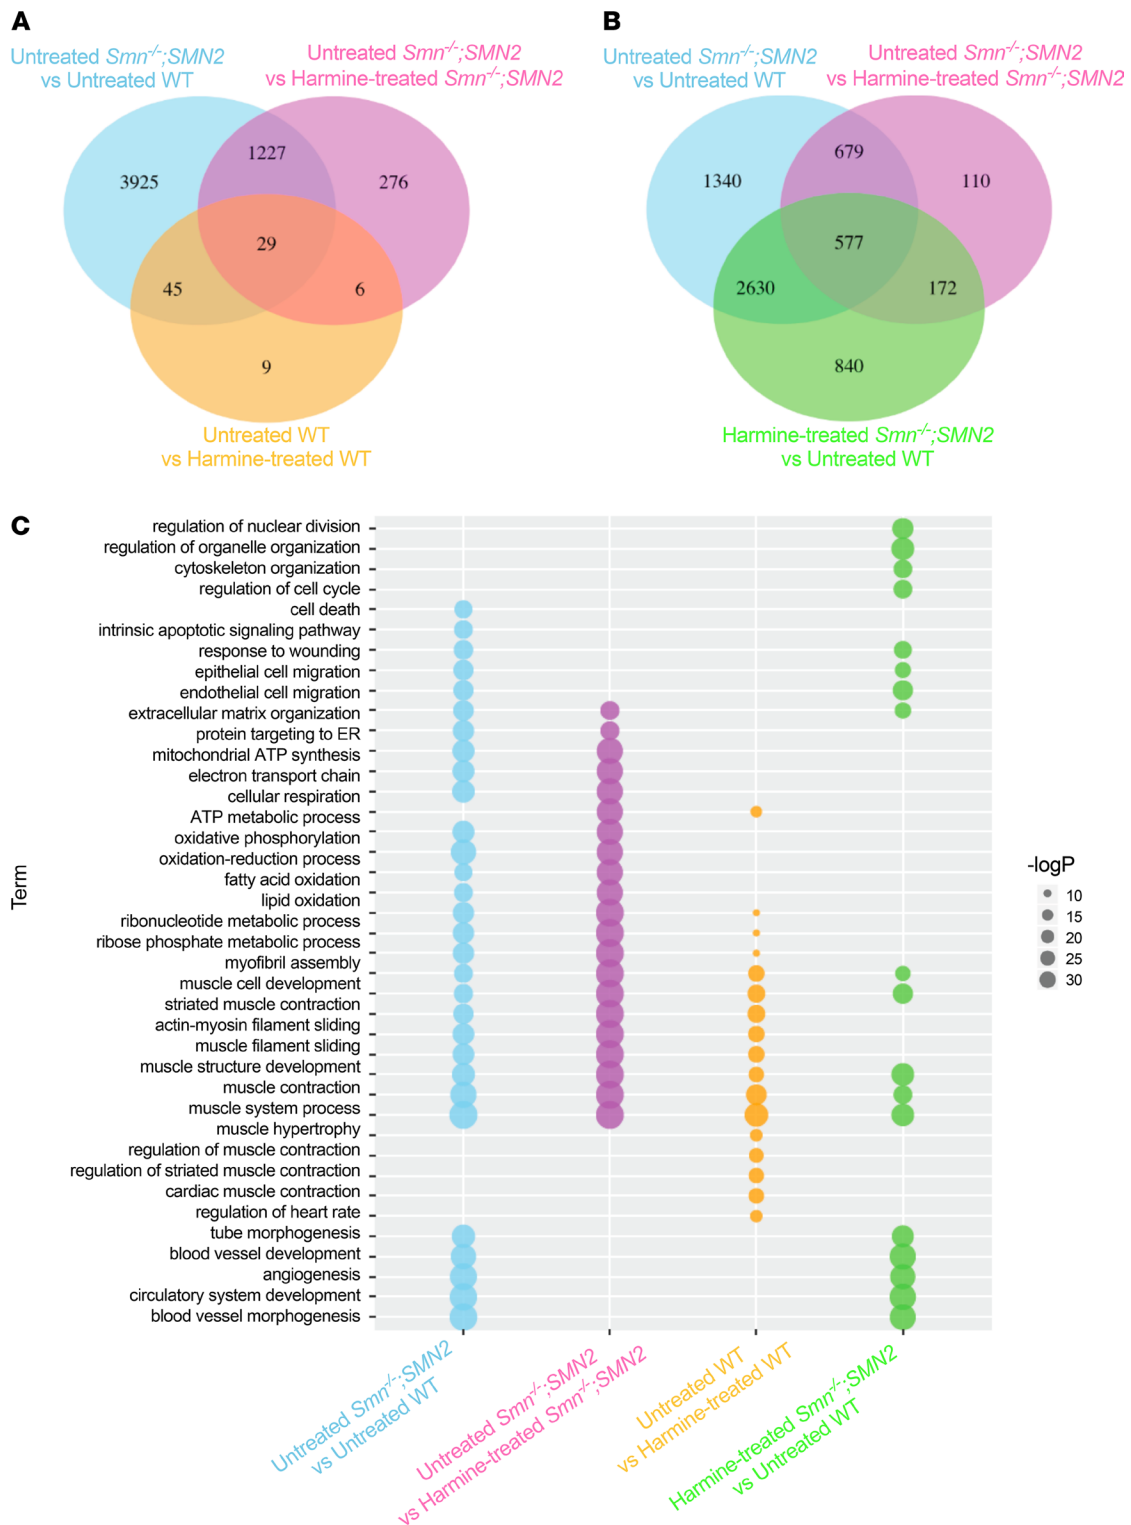 A
Untreated Smn-/-;SMN2
vs Untreated WT
Untreated Smn-/-;SMN2
vs Harmine-treated Smn-/-;SMN2
3925
1227
276
29
45
6
9
Untreated WT
vs Harmine-treated WT
B
Untreated Smn-/-;SMN2
vs Untreated WT
Untreated Smn-/-;SMN2
vs Harmine-treated Smn-/-;SMN2
1340
679
110
577
2630
172
840
Harmine-treated Smn-/-;SMN2
vs Untreated WT
C
Term
regulation of nuclear division
regulation of organelle organization
cytoskeleton organization
regulation of cell cycle
cell death
intrinsic apoptotic signaling pathway
response to wounding
epithelial cell migration
endothelial cell migration
extracellular matrix organization
protein targeting to ER
mitochondrial ATP synthesis
electron transport chain
cellular respiration
ATP metabolic process
oxidative phosphorylation
oxidation-reduction process
fatty acid oxidation
lipid oxidation
ribonucleotide metabolic process
ribose phosphate metabolic process
myofibril assembly
muscle cell development
striated muscle contraction
actin-myosin filament sliding
muscle filament sliding
muscle structure development
muscle contraction
muscle system process
muscle hypertrophy
regulation of muscle contraction
regulation of striated muscle contraction
cardiac muscle contraction
regulation of heart rate
tube morphogenesis
blood vessel development
angiogenesis
circulatory system development
blood vessel morphogenesis
-logP
10
15
20
25
30
Untreated Smn-/-;SMN2
vs Untreated WT
Untreated Smn-/-;SMN2
vs Harmine-treated Smn-/-;SMN2
Untreated WT
vs Harmine-treated WT
Harmine-treated Smn-/-;SMN2
vs Untreated WT